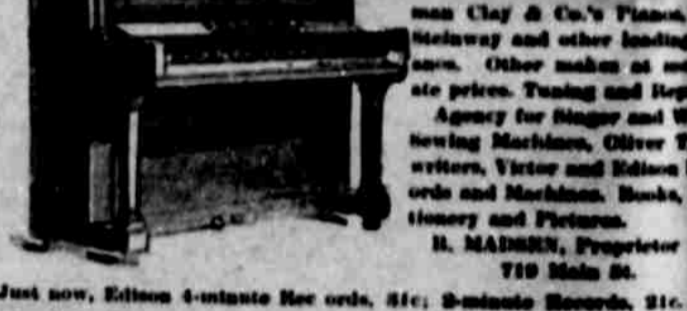 man Clay & Co.'s Pianos,
Steinway and other leading
Other makes at
ate prices. Tuning and Rep
Agency for Singer and W
Sewing Machines, Oliver T
writers, Victor and Edison
ords and Machines. Books,
tionery and Pictures.
B. MADSEN, Proprietor
719 Main St.
Just now, Edison 4-minute Rec ords, 31c; 2-minute Records, 21c.